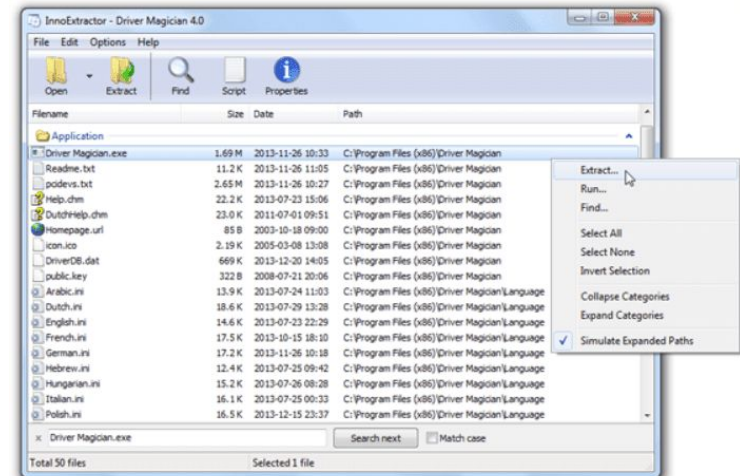 InnoExtractor - Driver Magician 4.0
File Edit Options Help
Open Extract Find Script Properties
Filename Size Date Path
Application
Driver Magician.exe 1.69 M 2013-11-26 10:33 C:\Program Files (x86)\Driver Magician
Readme.txt 11.2 K 2013-11-26 11:05 C:\Program Files (x86)\Driver Magician
pcidevs.txt 2.65 M 2013-11-26 10:27 C:\Program Files (x86)\Driver Magician
Help.chm 22.2 K 2013-07-23 15:06 C:\Program Files (x86)\Driver Magician
DutchHelp.chm 23.0 K 2011-07-01 09:51 C:\Program Files (x86)\Driver Magician
Homepage.url 85 B 2003-10-18 09:00 C:\Program Files (x86)\Driver Magician
icon.ico 2.19 K 2005-03-08 13:08 C:\Program Files (x86)\Driver Magician
DriverDB.dat 669 K 2013-12-20 14:05 C:\Program Files (x86)\Driver Magician
public.key 322 B 2008-07-21 20:06 C:\Program Files (x86)\Driver Magician
Arabic.ini 13.9 K 2013-07-24 11:03 C:\Program Files (x86)\Driver Magician\Language
Dutch.ini 18.6 K 2013-07-29 13:28 C:\Program Files (x86)\Driver Magician\Language
English.ini 14.6 K 2013-07-23 22:29 C:\Program Files (x86)\Driver Magician\Language
French.ini 17.5 K 2013-10-15 18:10 C:\Program Files (x86)\Driver Magician\Language
German.ini 17.2 K 2013-11-26 10:18 C:\Program Files (x86)\Driver Magician\Language
Hebrew.ini 12.4 K 2013-07-25 09:42 C:\Program Files (x86)\Driver Magician\Language
Hungarian.ini 15.2 K 2013-07-26 08:28 C:\Program Files (x86)\Driver Magician\Language
Italian.ini 16.1 K 2013-07-25 00:33 C:\Program Files (x86)\Driver Magician\Language
Polish.ini 16.5 K 2013-12-15 23:37 C:\Program Files (x86)\Driver Magician\Language
Extract...
Run...
Find...
Select All
Select None
Invert Selection
Collapse Categories
Expand Categories
Simulate Expanded Paths
Driver Magician.exe Search next Match case
Total 50 files Selected 1 file